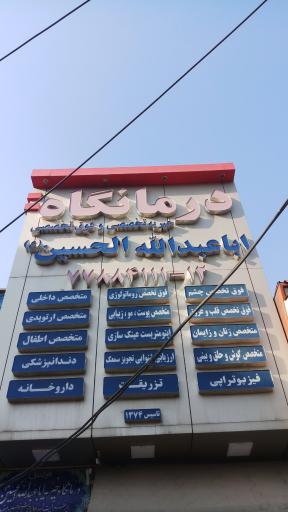 درمانگاه
خیریه تخصصی و فوق تخصصی
اباعبدالله الحسین (ع)
۷۷۸۸۴۱۱۱-۱۲
فوق تخصص چشم
فوق تخصص روماتولوژی
متخصص داخلی
فوق تخصص قلب و عروق
متخصص پوست، مو، زیبایی
متخصص ارتوپدی
متخصص زنان و زایمان
اپتومتریست عینک سازی
متخصص اطفال
متخصص گوش و حلق و بینی
ارزیابی شنوایی تجویز سمعک
دندانپزشکی
فیزیوتراپی
تزریقات
داروخانه
تاسیس ۱۳۷۴